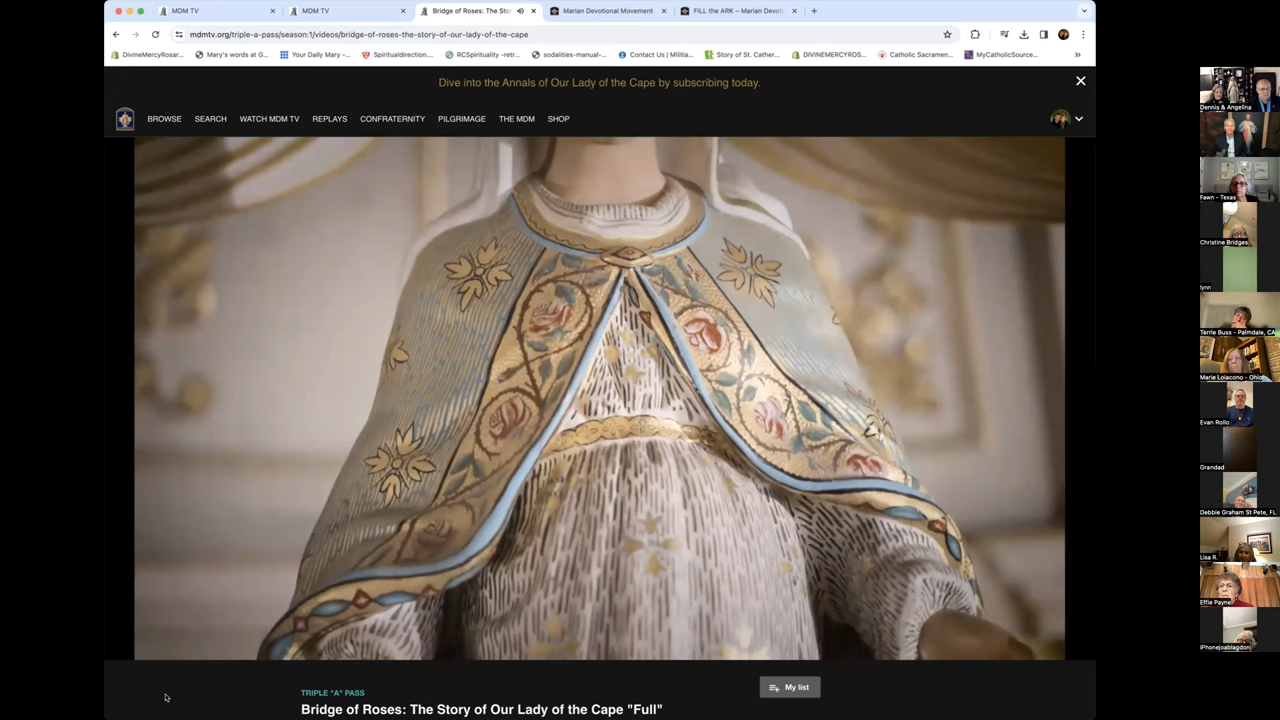 MDM TV
MDM TV
Bridge of Roses: The Sto
Marian Devotional Movement
FILL the ARK – Marian Devot
mdmtv.org/triple-a-pass/season:1/videos/bridge-of-roses-the-story-of-our-lady-of-the-cape
DivineMercyRosar...
Mary's words at G...
Your Daily Mary -...
Spiritualdirection....
RCSpirituality -retr...
sodalities-manual-...
Contact Us | Militia...
Story of St. Cather...
DIVINEMERCYROS...
Catholic Sacramen...
MyCatholicSource...
Dive into the Annals of Our Lady of the Cape by subscribing today.
BROWSE
SEARCH
WATCH MDM TV
REPLAYS
CONFRATERNITY
PILGRIMAGE
THE MDM
SHOP
TRIPLE "A" PASS
My list
Bridge of Roses: The Story of Our Lady of the Cape "Full"
Dennis & Angelina
Fawn - Texas
Christine Bridges
lynn
Terrie Buss - Palmdale, CA
Marie Loiacono - Ohio
Evan Rollo
Grandad
Debbie Graham St Pete, FL
Lisa R.
Effie Payne
iPhonejoablagdon